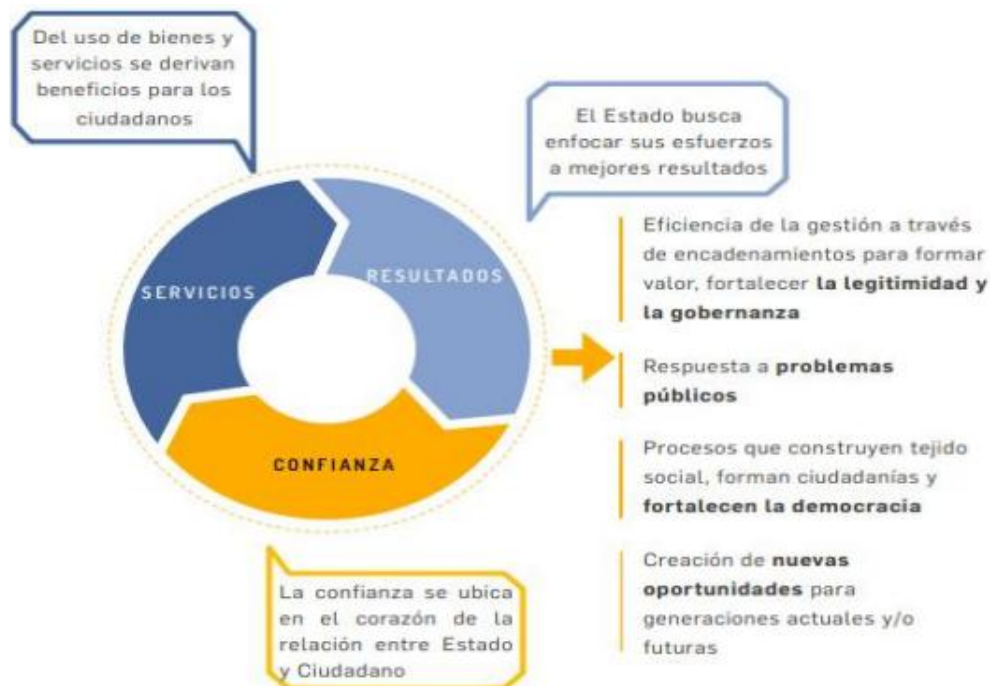 Del uso de bienes y
servicios se derivan
beneficios para los
ciudadanos
El Estado busca
enfocar sus esfuerzos
a mejores resultados
SERVICIOS
RESULTADOS
CONFIANZA
La confianza se ubica
en el corazón de la
relación entre Estado
y Ciudadano
Eficiencia de la gestión a través
de encadenamientos para formar
valor, fortalecer la legitimidad y
la gobernanza
Respuesta a problemas
públicos
Procesos que construyen tejido
social, forman ciudadanías y
fortalecen la democracia
Creación de nuevas
oportunidades para
generaciones actuales y/o
futuras